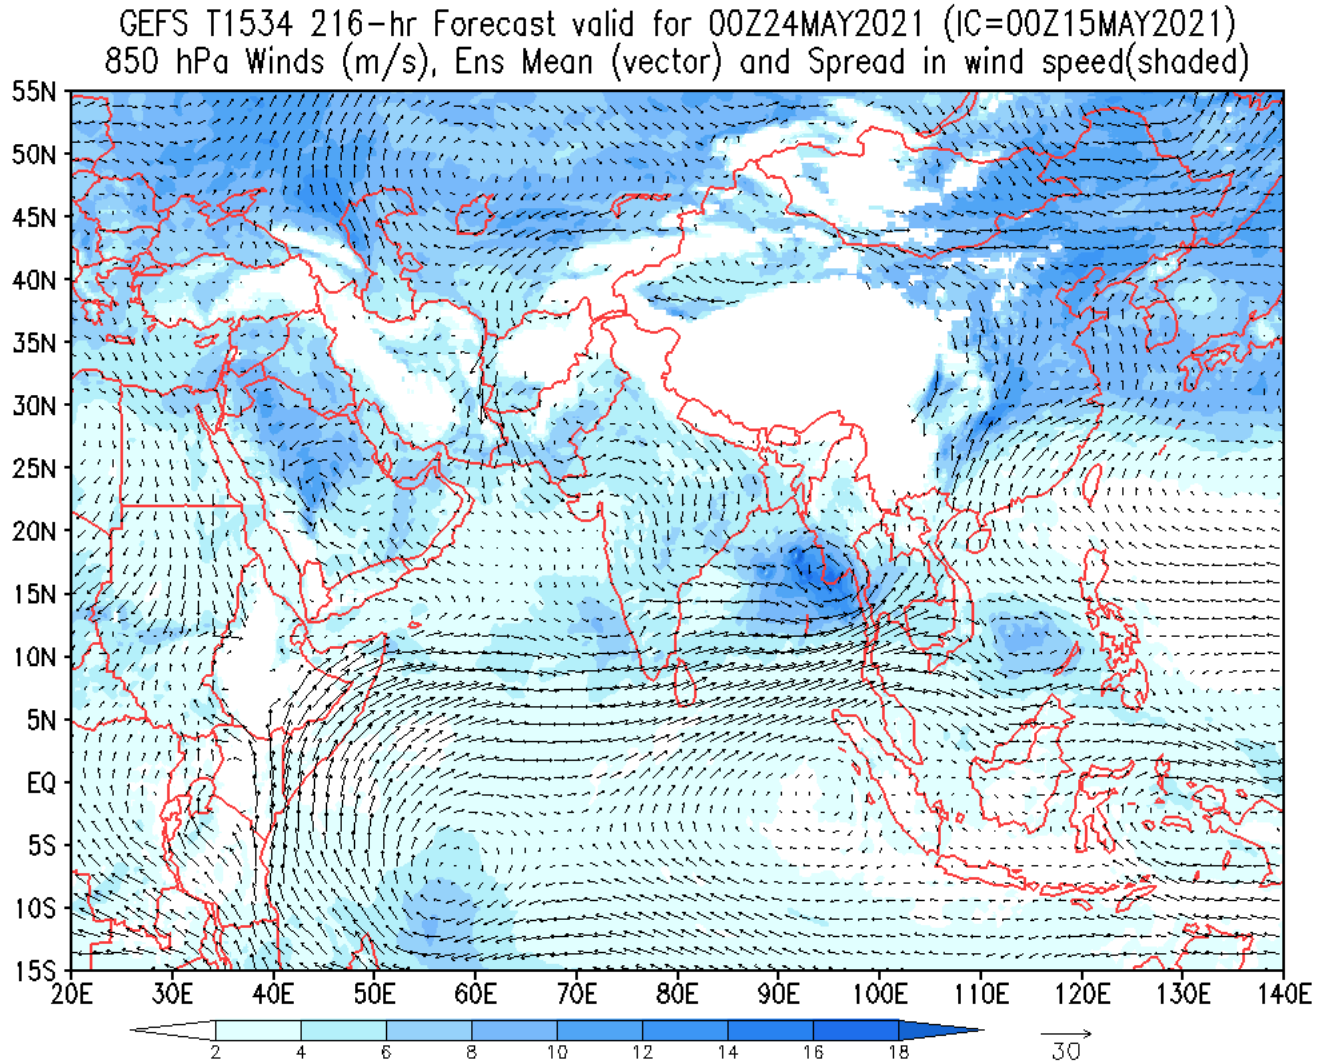 GEFS T1534 216-hr Forecast valid for 00Z24MAY2021 (IC=00Z15MAY2021)
850 hPa Winds (m/s), Ens Mean (vector) and Spread in wind speed(shaded)
55N
50N
45N
40N
35N
30N
25N
20N
15N
10N
5N
EQ
5S
10S
15S
20E 30E 40E 50E 60E 70E 80E 90E 100E 110E 120E 130E 140E
2 4 6 8 10 12 14 16 18
30